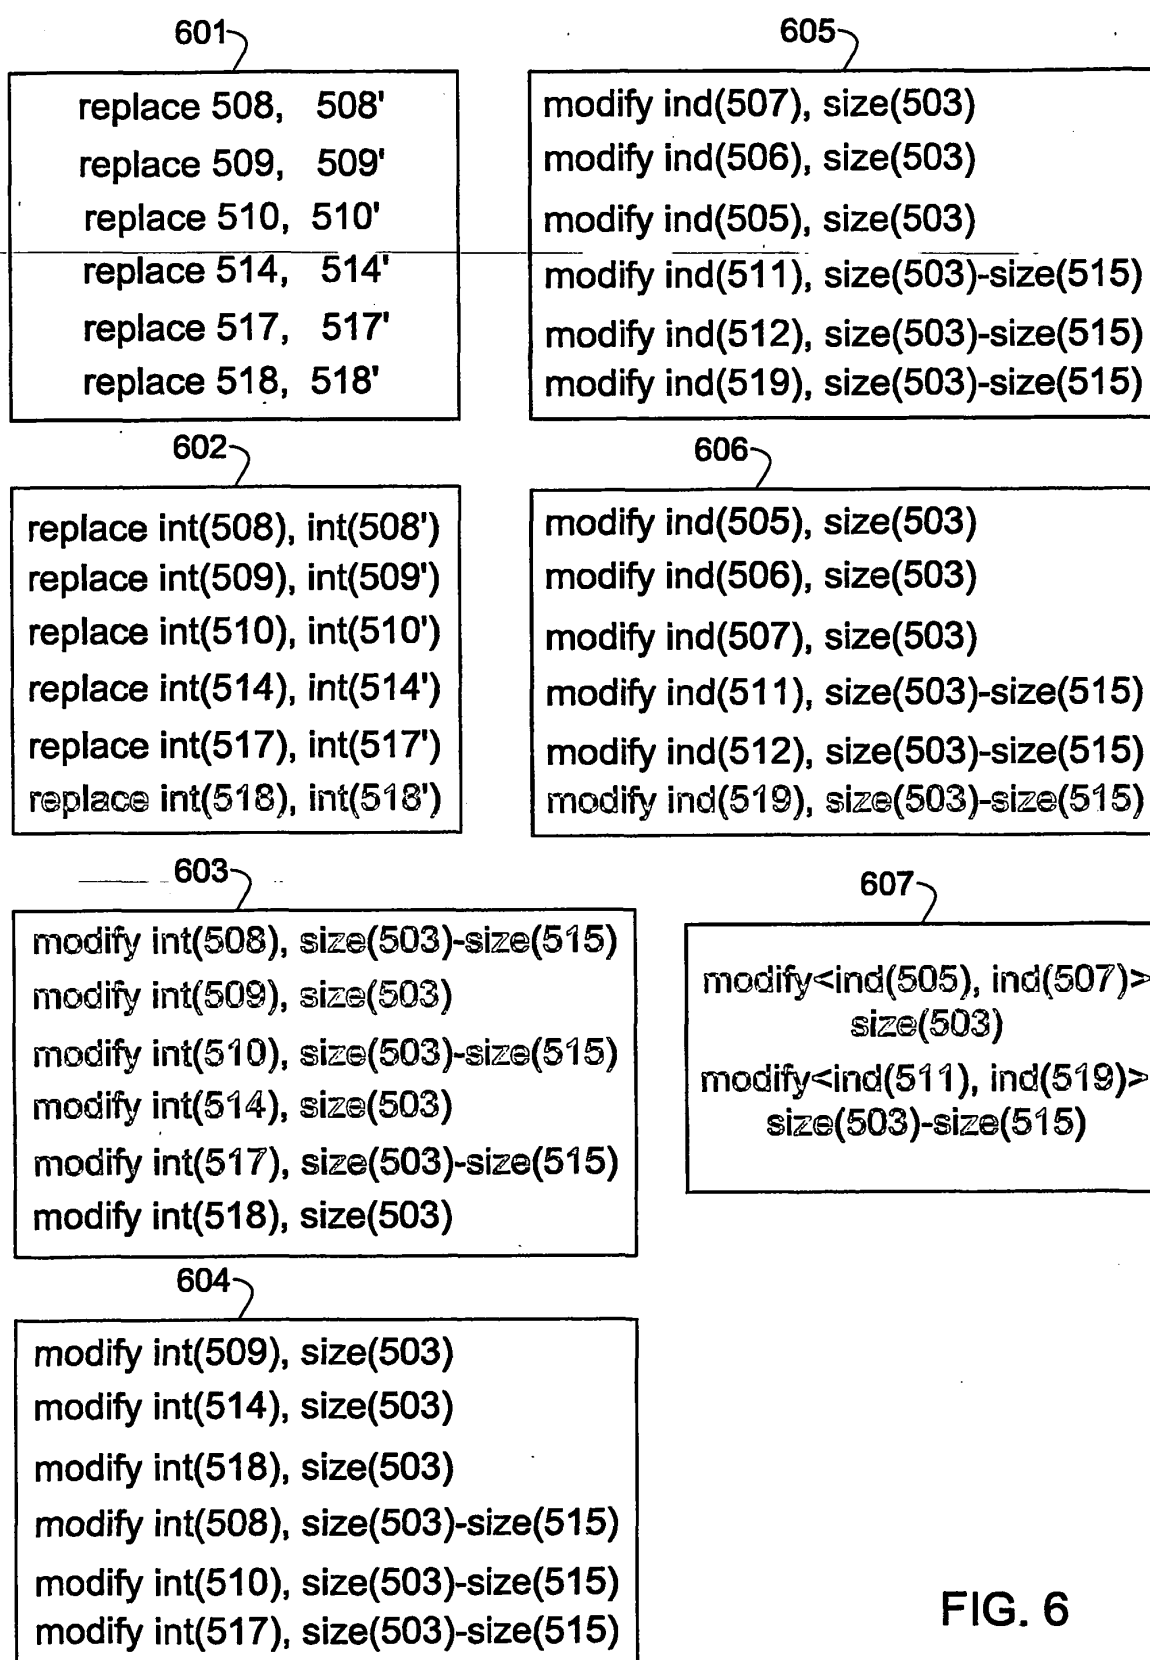 601
replace 508, 508'
replace 509, 509'
replace 510, 510'
replace 514, 514'
replace 517, 517'
replace 518, 518'
602
replace int(508), int(508')
replace int(509), int(509')
replace int(510), int(510')
replace int(514), int(514')
replace int(517), int(517')
replace int(518), int(518')
603
modify int(508), size(503)-size(515)
modify int(509), size(503)
modify int(510), size(503)-size(515)
modify int(514), size(503)
modify int(517), size(503)-size(515)
modify int(518), size(503)
604
modify int(509), size(503)
modify int(514), size(503)
modify int(518), size(503)
modify int(508), size(503)-size(515)
modify int(510), size(503)-size(515)
modify int(517), size(503)-size(515)
605
modify ind(507), size(503)
modify ind(506), size(503)
modify ind(505), size(503)
modify ind(511), size(503)-size(515)
modify ind(512), size(503)-size(515)
modify ind(519), size(503)-size(515)
606
modify ind(505), size(503)
modify ind(506), size(503)
modify ind(507), size(503)
modify ind(511), size(503)-size(515)
modify ind(512), size(503)-size(515)
modify ind(519), size(503)-size(515)
607
modify<ind(505), ind(507)>
size(503)
modify<ind(511), ind(519)>
size(503)-size(515)
FIG. 6